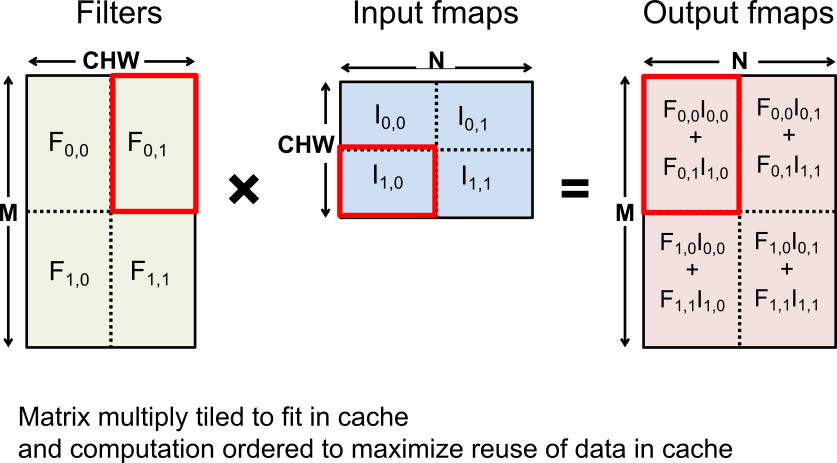 Filters
Input fmaps
Output fmaps
CHW
N
N
M
CHW
M
F0,0
F0,1
F1,0
F1,1
×
I0,0
I0,1
I1,0
I1,1
=
F0,0I0,0
+
F0,1I1,0
F0,0I0,1
+
F0,1I1,1
F1,0I0,0
+
F1,1I1,0
F1,0I0,1
+
F1,1I1,1
Matrix multiply tiled to fit in cache
and computation ordered to maximize reuse of data in cache